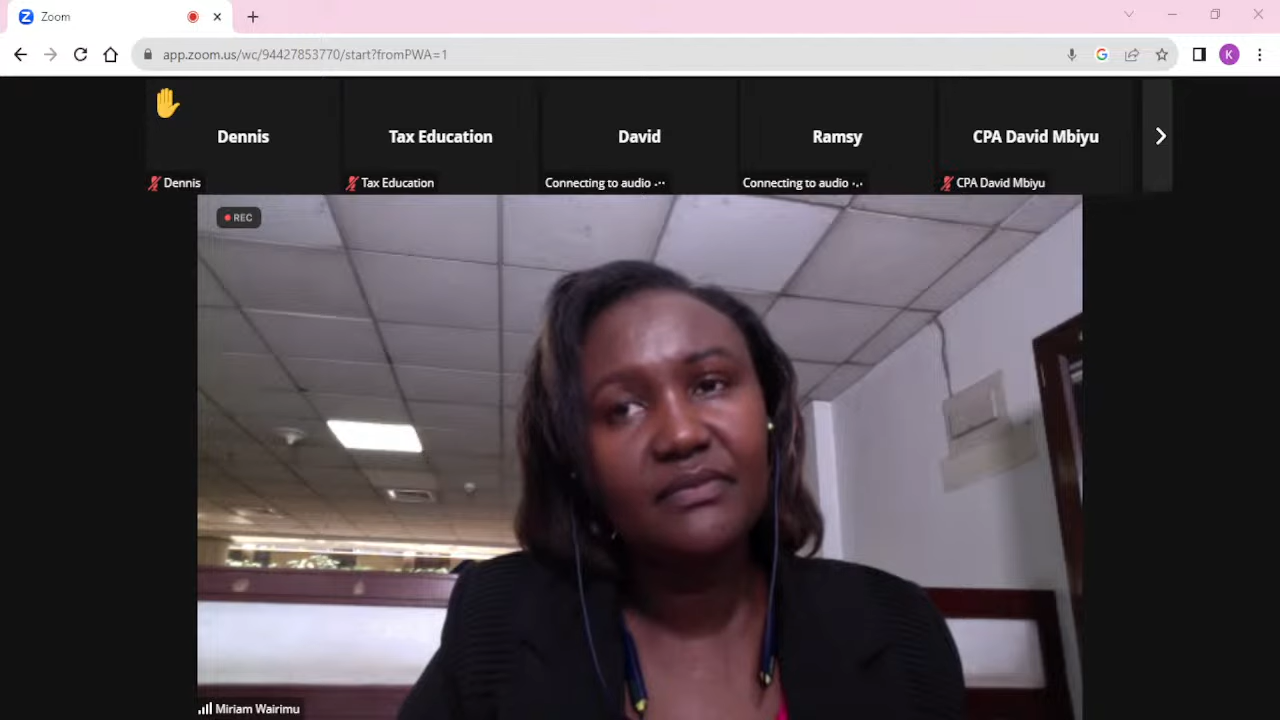 Zoom
app.zoom.us/wc/94427853770/start?fromPWA=1
K
Dennis
Tax Education
David
Ramsy
CPA David Mbiyu
Dennis
Tax Education
Connecting to audio
Connecting to audio
CPA David Mbiyu
REC
Miriam Wairimu